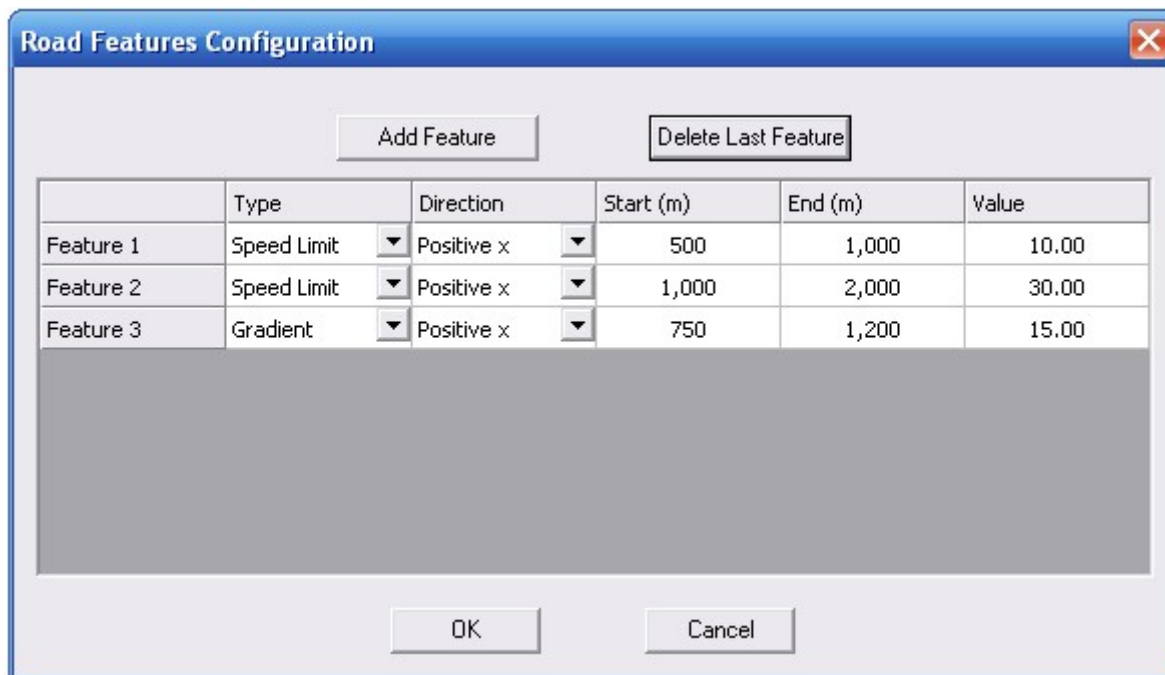 Road Features Configuration
Add Feature Delete Last Feature
Type Direction Start (m) End (m) Value
Feature 1 Speed Limit Positive x 500 1,000 10.00
Feature 2 Speed Limit Positive x 1,000 2,000 30.00
Feature 3 Gradient Positive x 750 1,200 15.00
OK Cancel